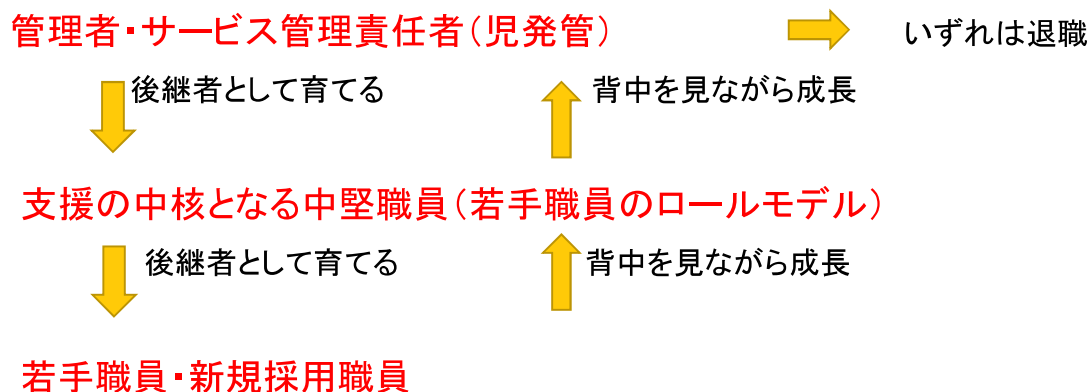 管理者・サービス管理責任者（児発管）
いずれは退職
後継者として育てる
背中を見ながら成長
支援の中核となる中堅職員（若手職員のロールモデル）
後継者として育てる
背中を見ながら成長
若手職員・新規採用職員